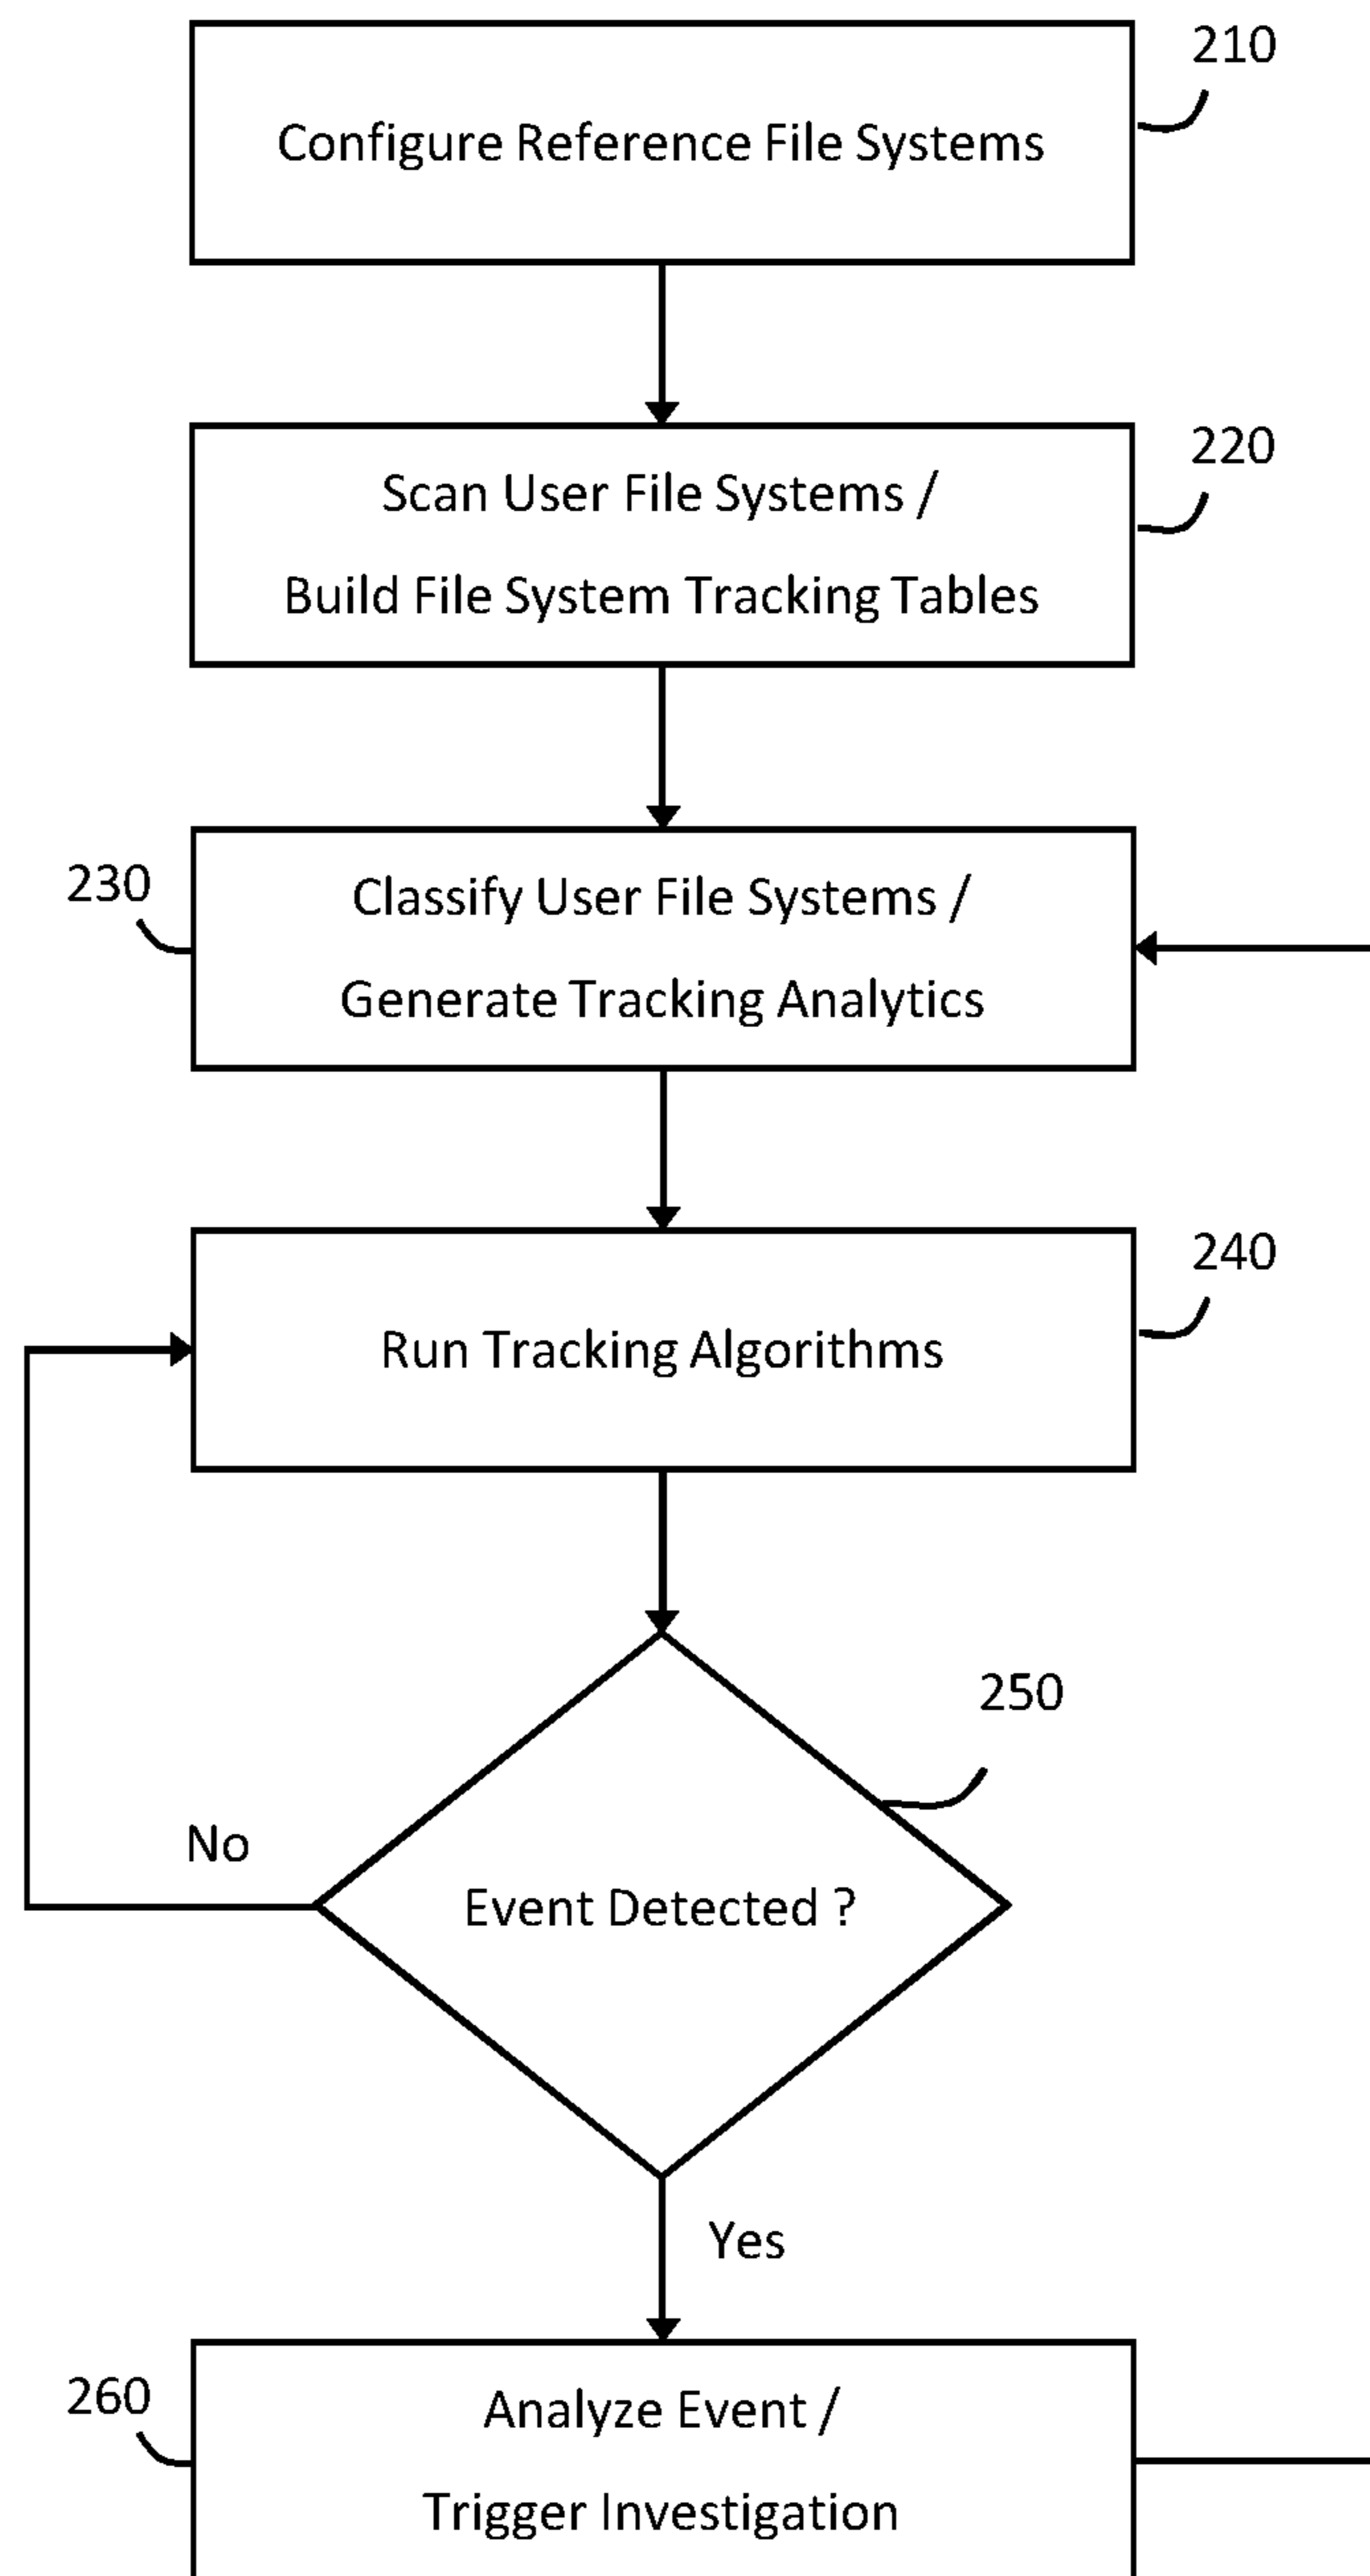 210
Configure Reference File Systems
220
Scan User File Systems /
Build File System Tracking Tables
230
Classify User File Systems /
Generate Tracking Analytics
240
Run Tracking Algorithms
250
No
Event Detected ?
Yes
260
Analyze Event /
Trigger Investigation